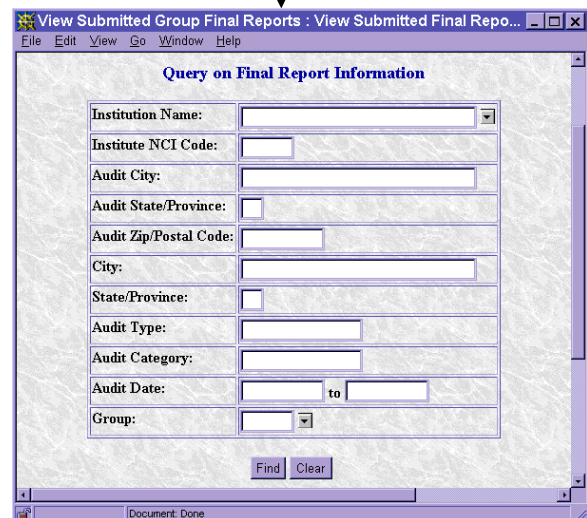 View Submitted Group Final Reports : View Submitted Final Repo...
File Edit View Go Window Help
Query on Final Report Information
Institution Name:
Institute NCI Code:
Audit City:
Audit State/Province:
Audit Zip/Postal Code:
City:
State/Province:
Audit Type:
Audit Category:
Audit Date: to
Group:
Find Clear
Document: Done